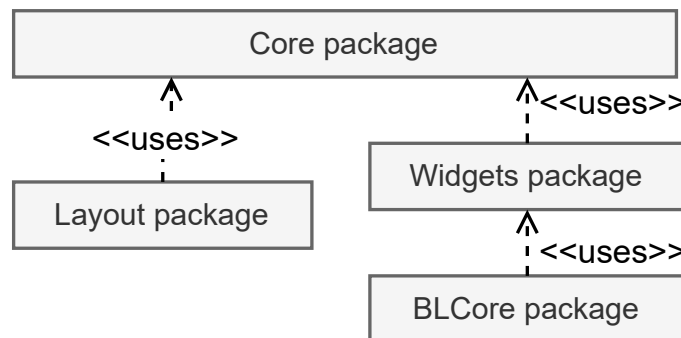 Core package
<<uses>>
<<uses>>
Layout package
Widgets package
<<uses>>
BLCore package